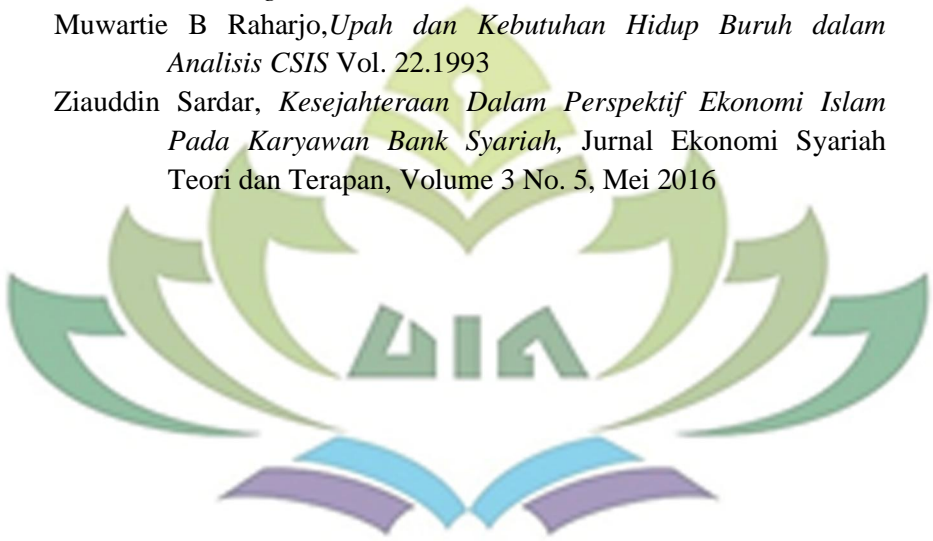 Muwartie B Raharjo,Upah dan Kebutuhan Hidup Buruh dalam
Analisis CSIS Vol. 22.1993
Ziauddin Sardar, Kesejahteraan Dalam Perspektif Ekonomi Islam
Pada Karyawan Bank Syariah, Jurnal Ekonomi Syariah
Teori dan Terapan, Volume 3 No. 5, Mei 2016
UIN